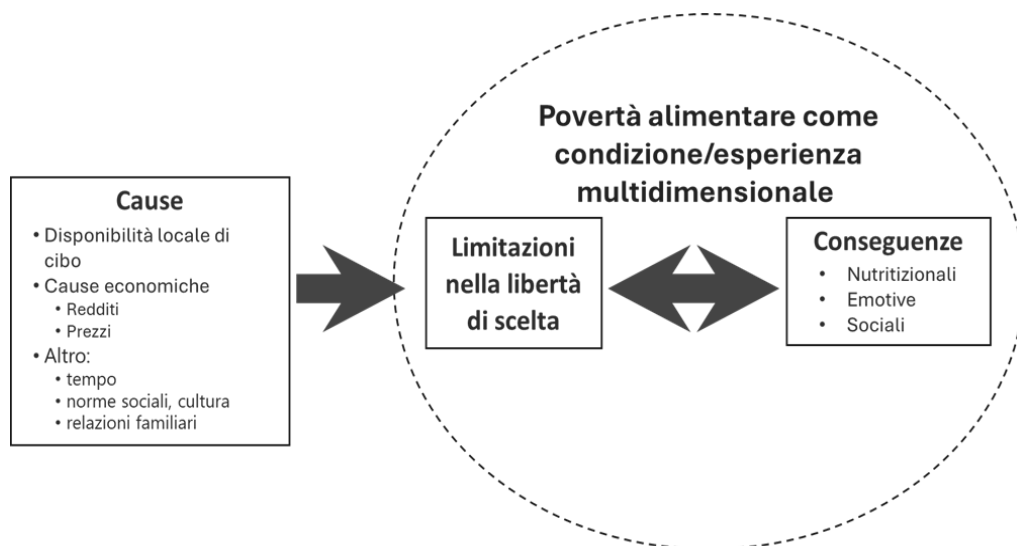 Povertà alimentare come
condizione/esperienza
multidimensionale
Cause
• Disponibilità locale di
cibo
• Cause economiche
• Redditi
• Prezzi
• Altro:
• tempo
• norme sociali, cultura
• relazioni familiari
Limitazioni
nella libertà
di scelta
Conseguenze
• Nutritizionali
• Emotive
• Sociali